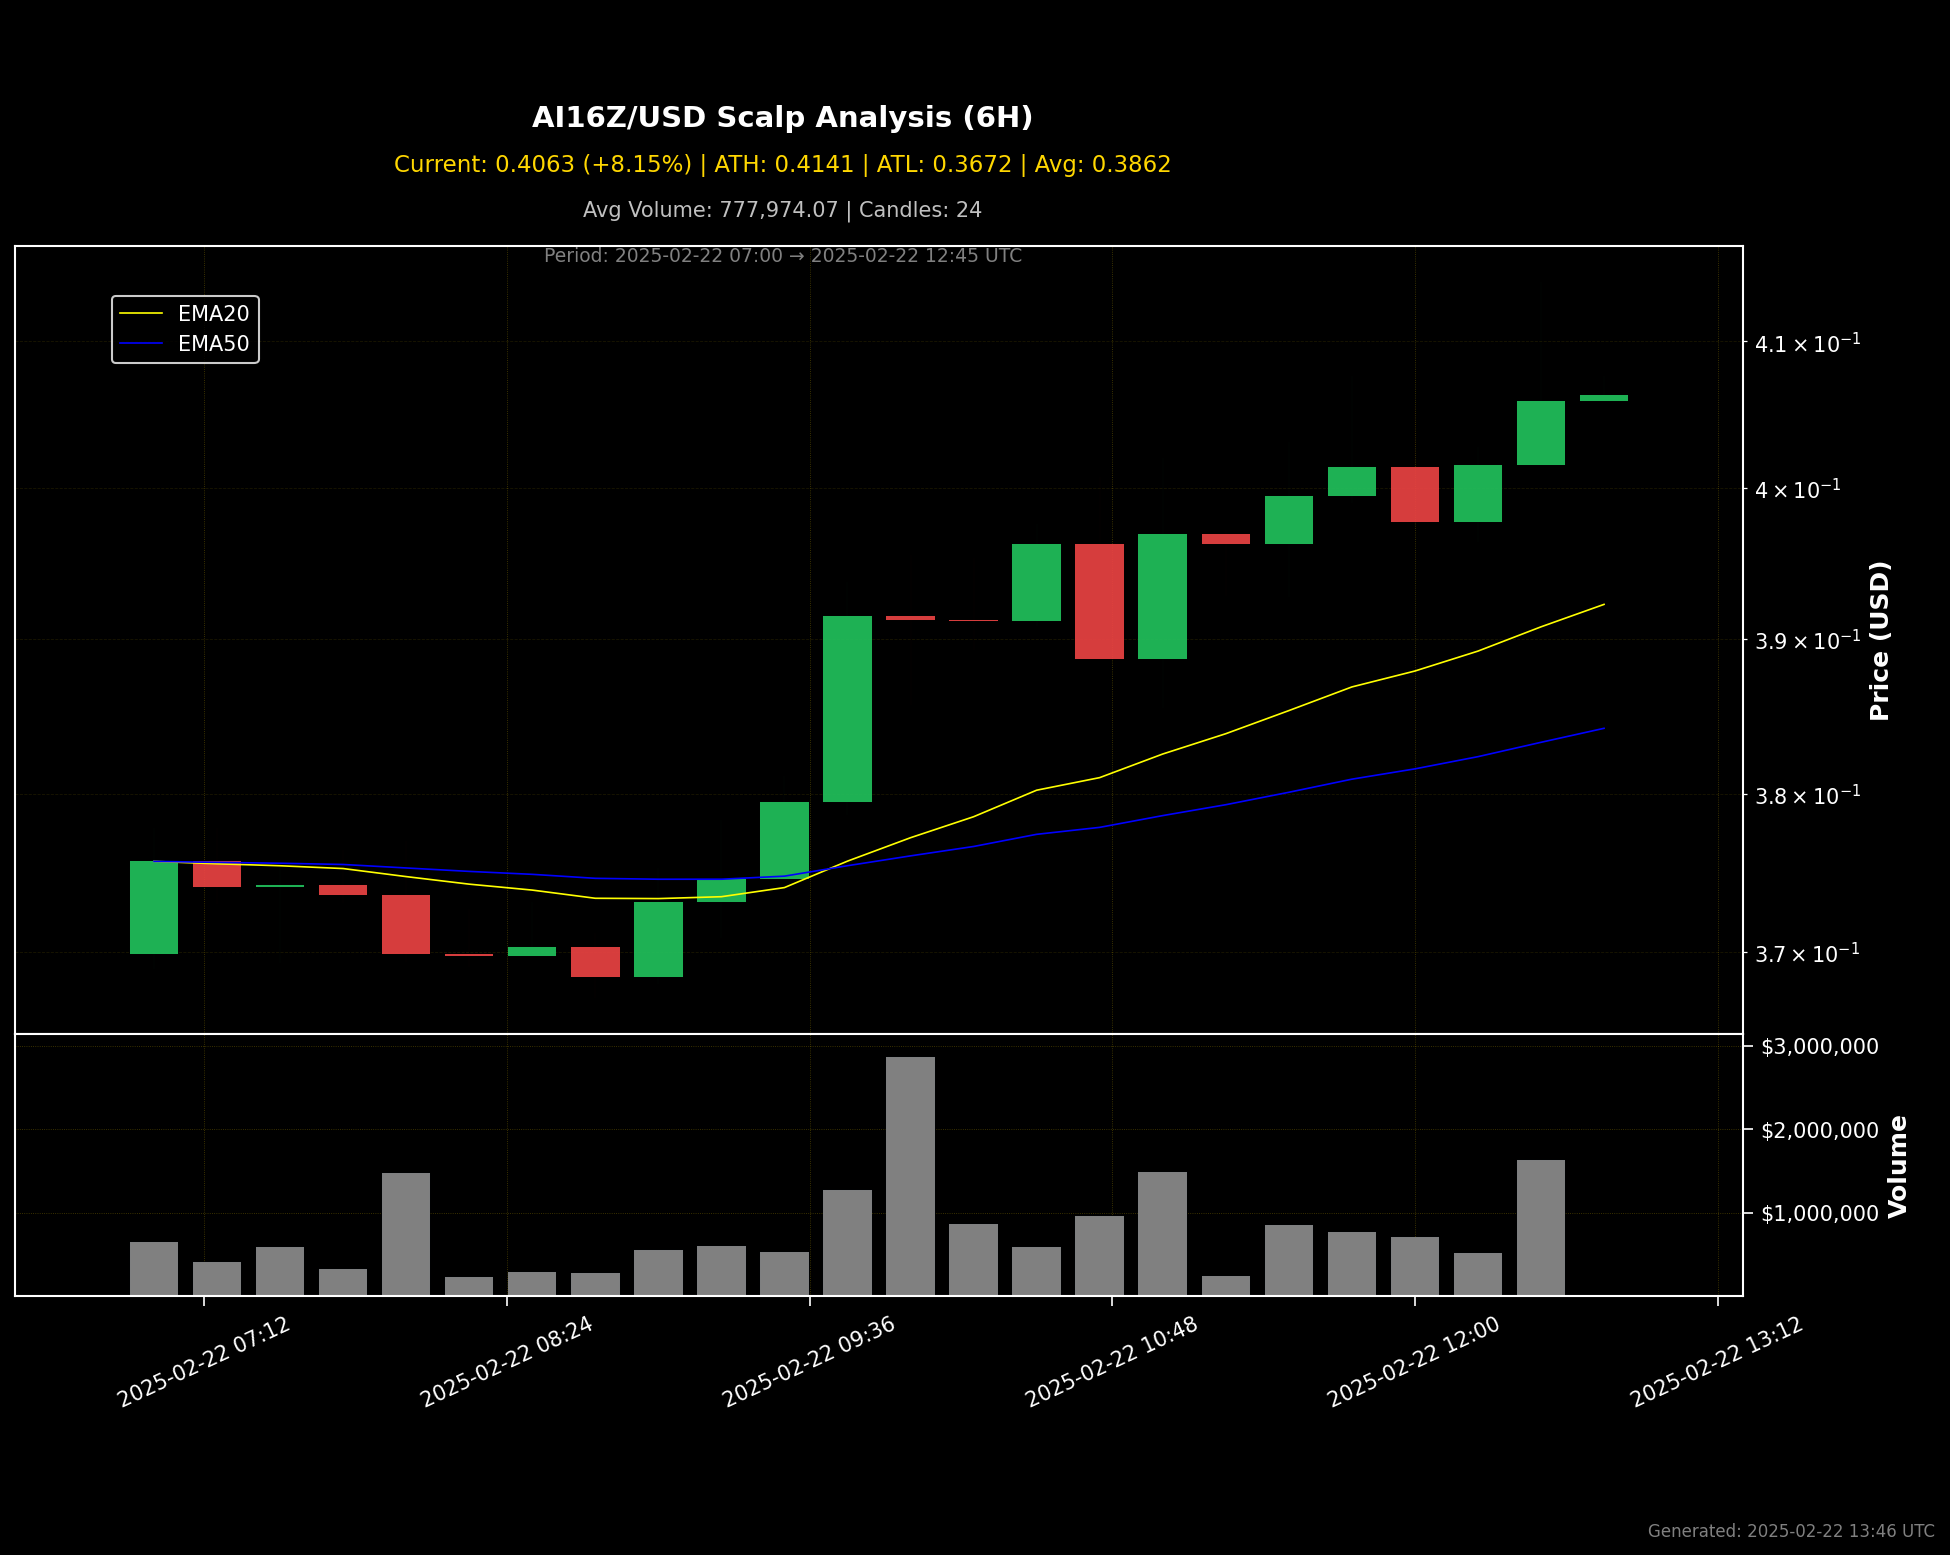 AI16Z/USD Scalp Analysis (6H)
Current: 0.4063 (+8.15%) | ATH: 0.4141 | ATL: 0.3672 | Avg: 0.3862
Avg Volume: 777,974.07 | Candles: 24
Period: 2025-02-22 07:00 → 2025-02-22 12:45 UTC
EMA20
EMA50
4.1 × 10⁻¹
4 × 10⁻¹
3.9 × 10⁻¹
3.8 × 10⁻¹
3.7 × 10⁻¹
Price (USD)
$3,000,000
$2,000,000
$1,000,000
Volume
2025-02-22 07:12
2025-02-22 08:24
2025-02-22 09:36
2025-02-22 10:48
2025-02-22 12:00
2025-02-22 13:12
Generated: 2025-02-22 13:46 UTC